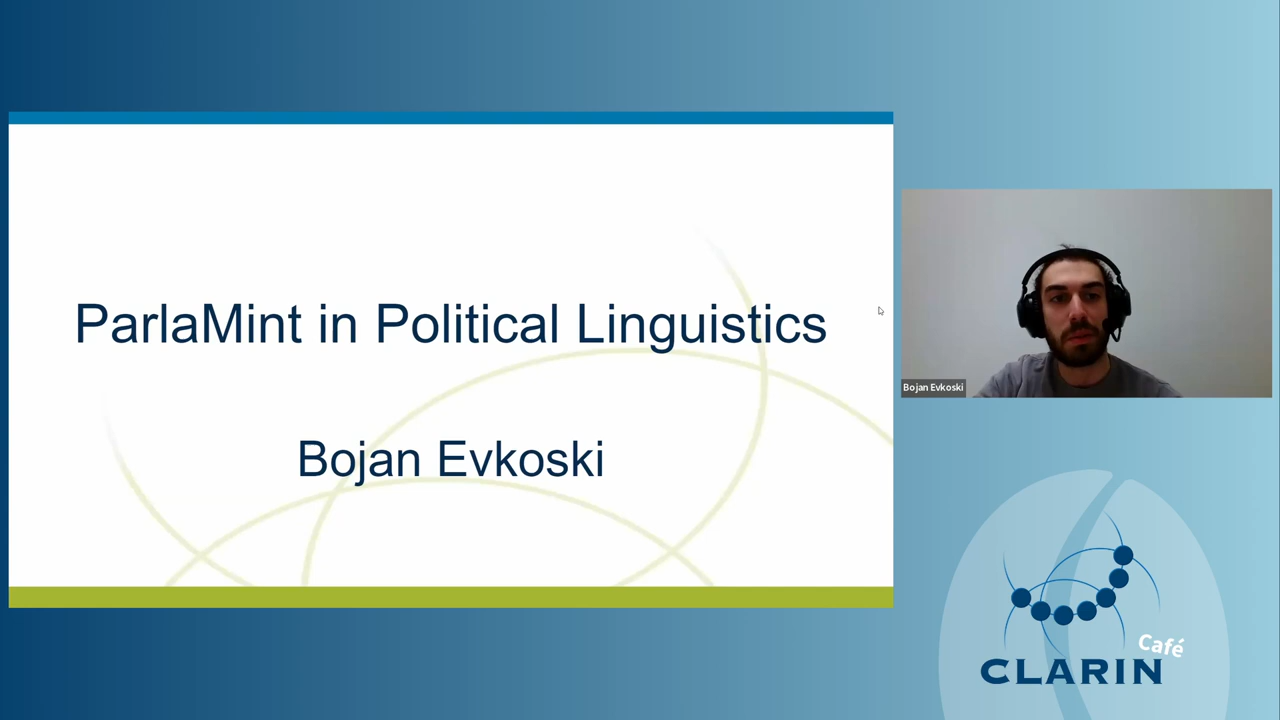 ParlaMint in Political Linguistics
Bojan Evkoski
Bojan Evkoski
Café
CLARIN